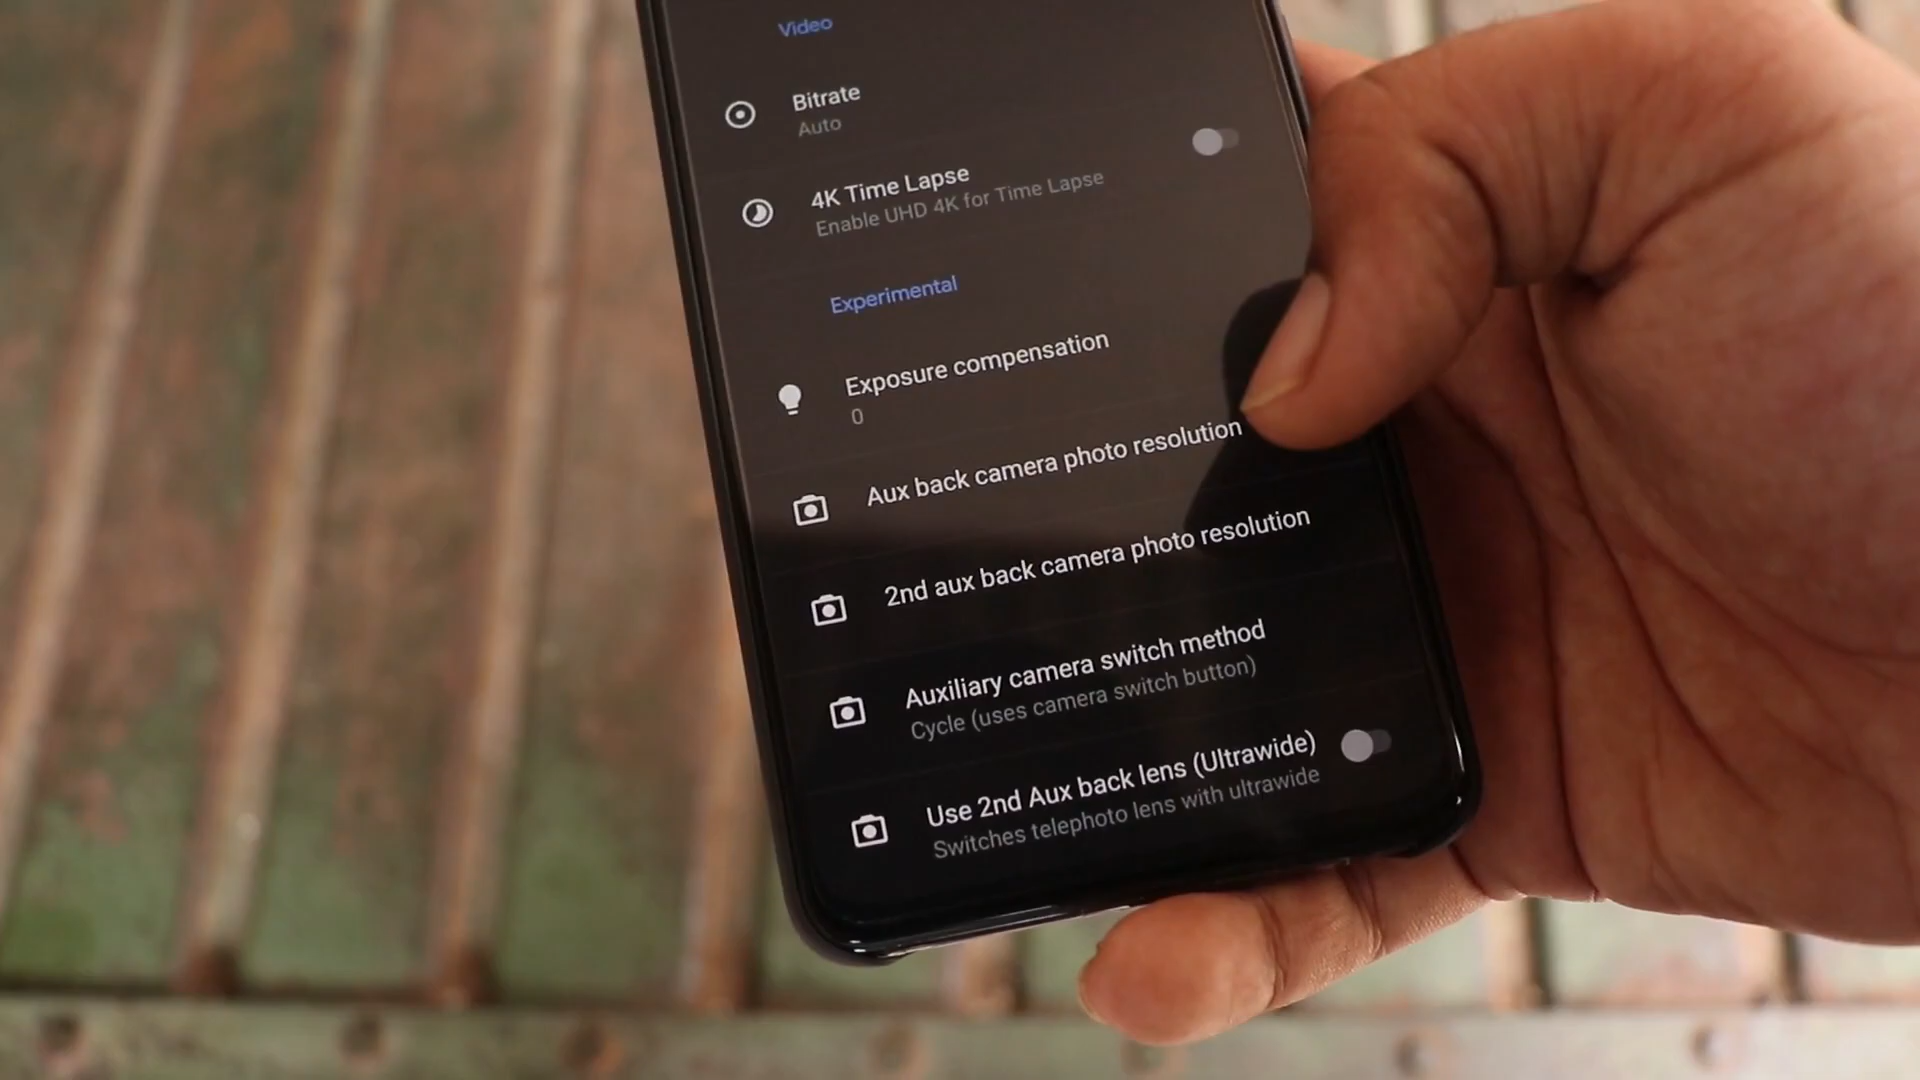 Video
Bitrate
Auto
4K Time Lapse
Enable UHD 4K for Time Lapse
Experimental
Exposure compensation
0
Aux back camera photo resolution
2nd aux back camera photo resolution
Auxiliary camera switch method
Cycle (uses camera switch button)
Use 2nd Aux back lens (Ultrawide)
Switches telephoto lens with ultrawide